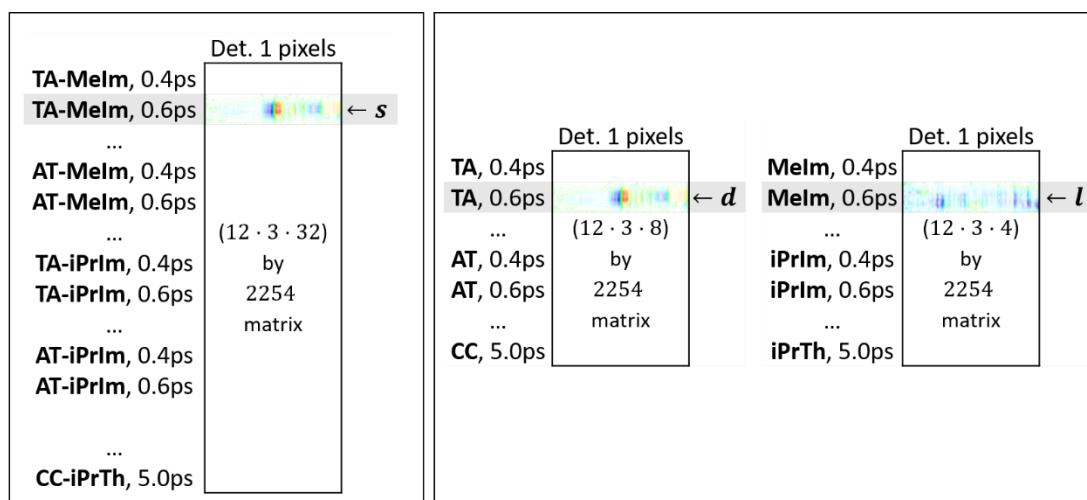 Det. 1 pixels
TA-MeIm, 0.4ps
TA-MeIm, 0.6ps
← s
...
AT-MeIm, 0.4ps
AT-MeIm, 0.6ps
...
(12 · 3 · 32)
TA-iPrIm, 0.4ps
by
TA-iPrIm, 0.6ps
2254
...
matrix
AT-iPrIm, 0.4ps
AT-iPrIm, 0.6ps
...
CC-iPrTh, 5.0ps
Det. 1 pixels
TA, 0.4ps
TA, 0.6ps
← d
...
(12 · 3 · 8)
AT, 0.4ps
by
AT, 0.6ps
2254
...
matrix
CC, 5.0ps
Det. 1 pixels
MeIm, 0.4ps
MeIm, 0.6ps
← l
...
(12 · 3 · 4)
iPrIm, 0.4ps
by
iPrIm, 0.6ps
2254
...
matrix
iPrTh, 5.0ps